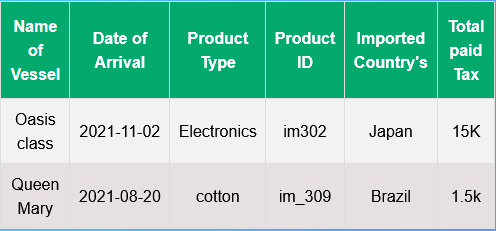 Name of Vessel Date of Arrival Product Type Product ID Imported Country's Total paid Tax
Oasis class 2021-11-02 Electronics im302 Japan 15K
Queen Mary 2021-08-20 cotton im_309 Brazil 1.5k